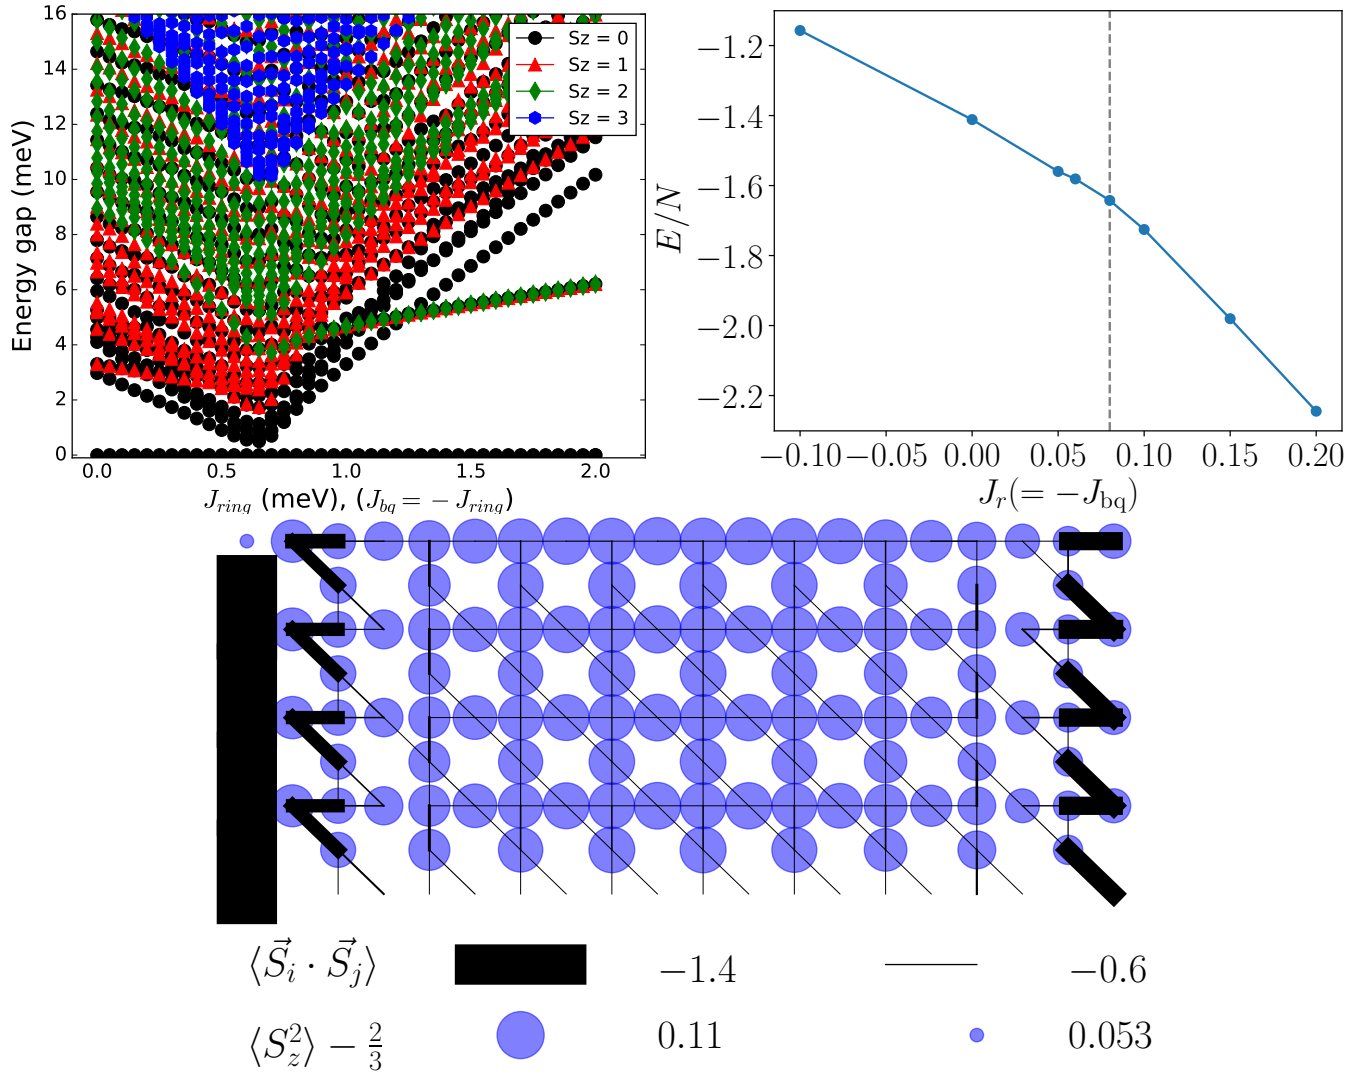 16
14
12
10
8
6
4
2
0
Energy gap (meV)
Sz = 0
Sz = 1
Sz = 2
Sz = 3
0.0 0.5 1.0 1.5 2.0
J_ring (meV), (J_bq = − J_ring)
−1.2
−1.4
−1.6
−1.8
−2.0
−2.2
E/N
−0.10 −0.05 0.00 0.05 0.10 0.15 0.20
J_r(= −J_bq)
⟨S⃗_i · S⃗_j⟩ −1.4 −0.6
⟨S_z^2⟩ − 2/3 0.11 0.053